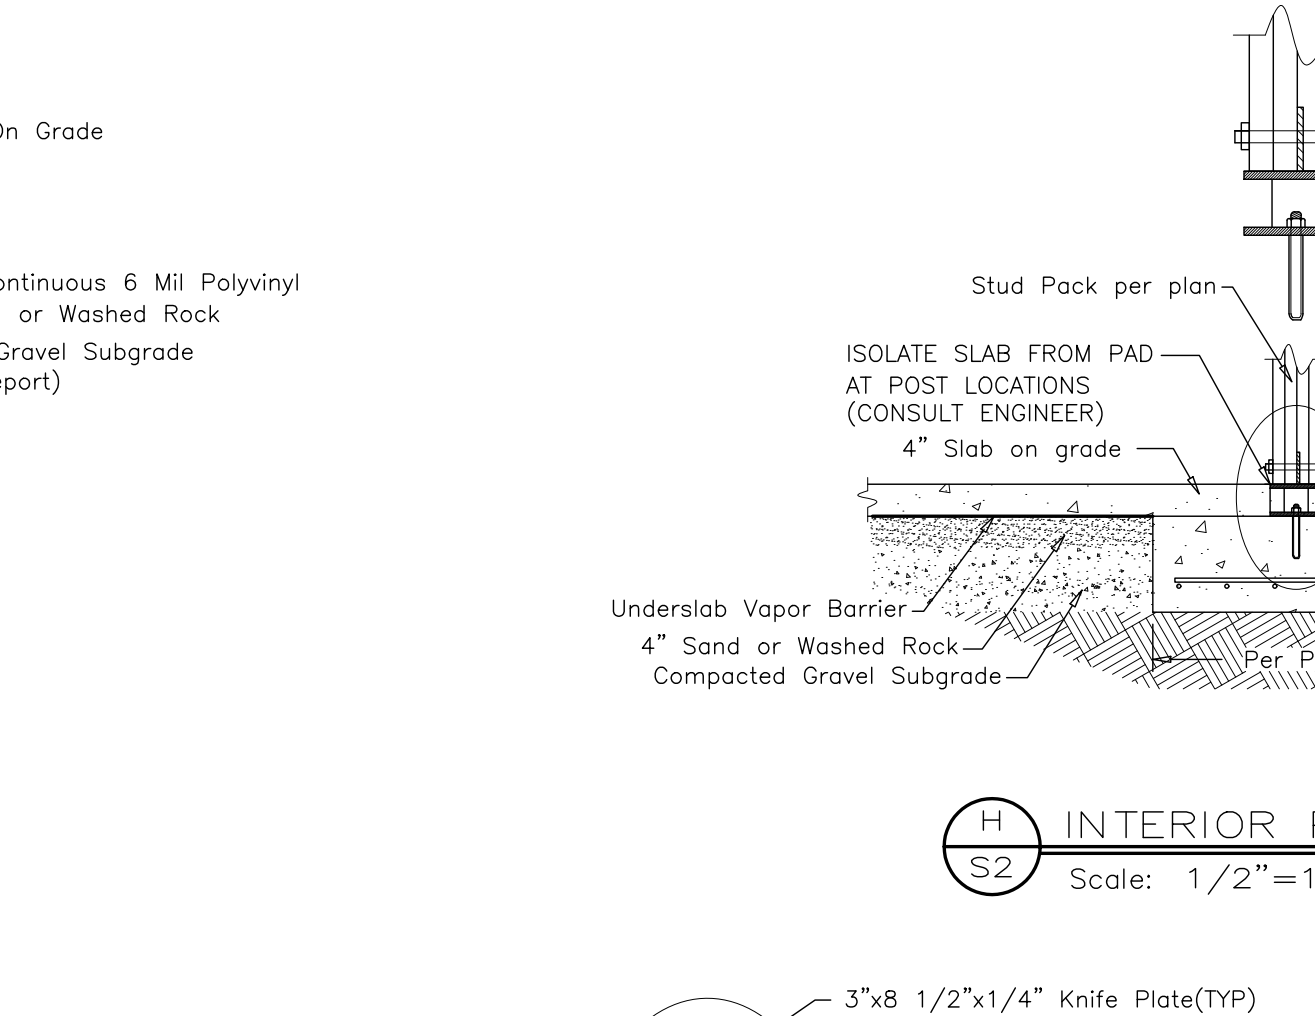 On Grade
6 Mil Polyvinyl
or Washed Rock
Gravel Subgrade
Stud Pack per plan
ISOLATE SLAB FROM PAD
AT POST LOCATIONS
(CONSULT ENGINEER)
4” Slab on grade
Underslab Vapor Barrier
4” Sand or Washed Rock
Compacted Gravel Subgrade
Per
H
S2
INTERIOR
Scale: 1/2”=1
3”x8 1/2”x1/4” Knife Plate(TYP)